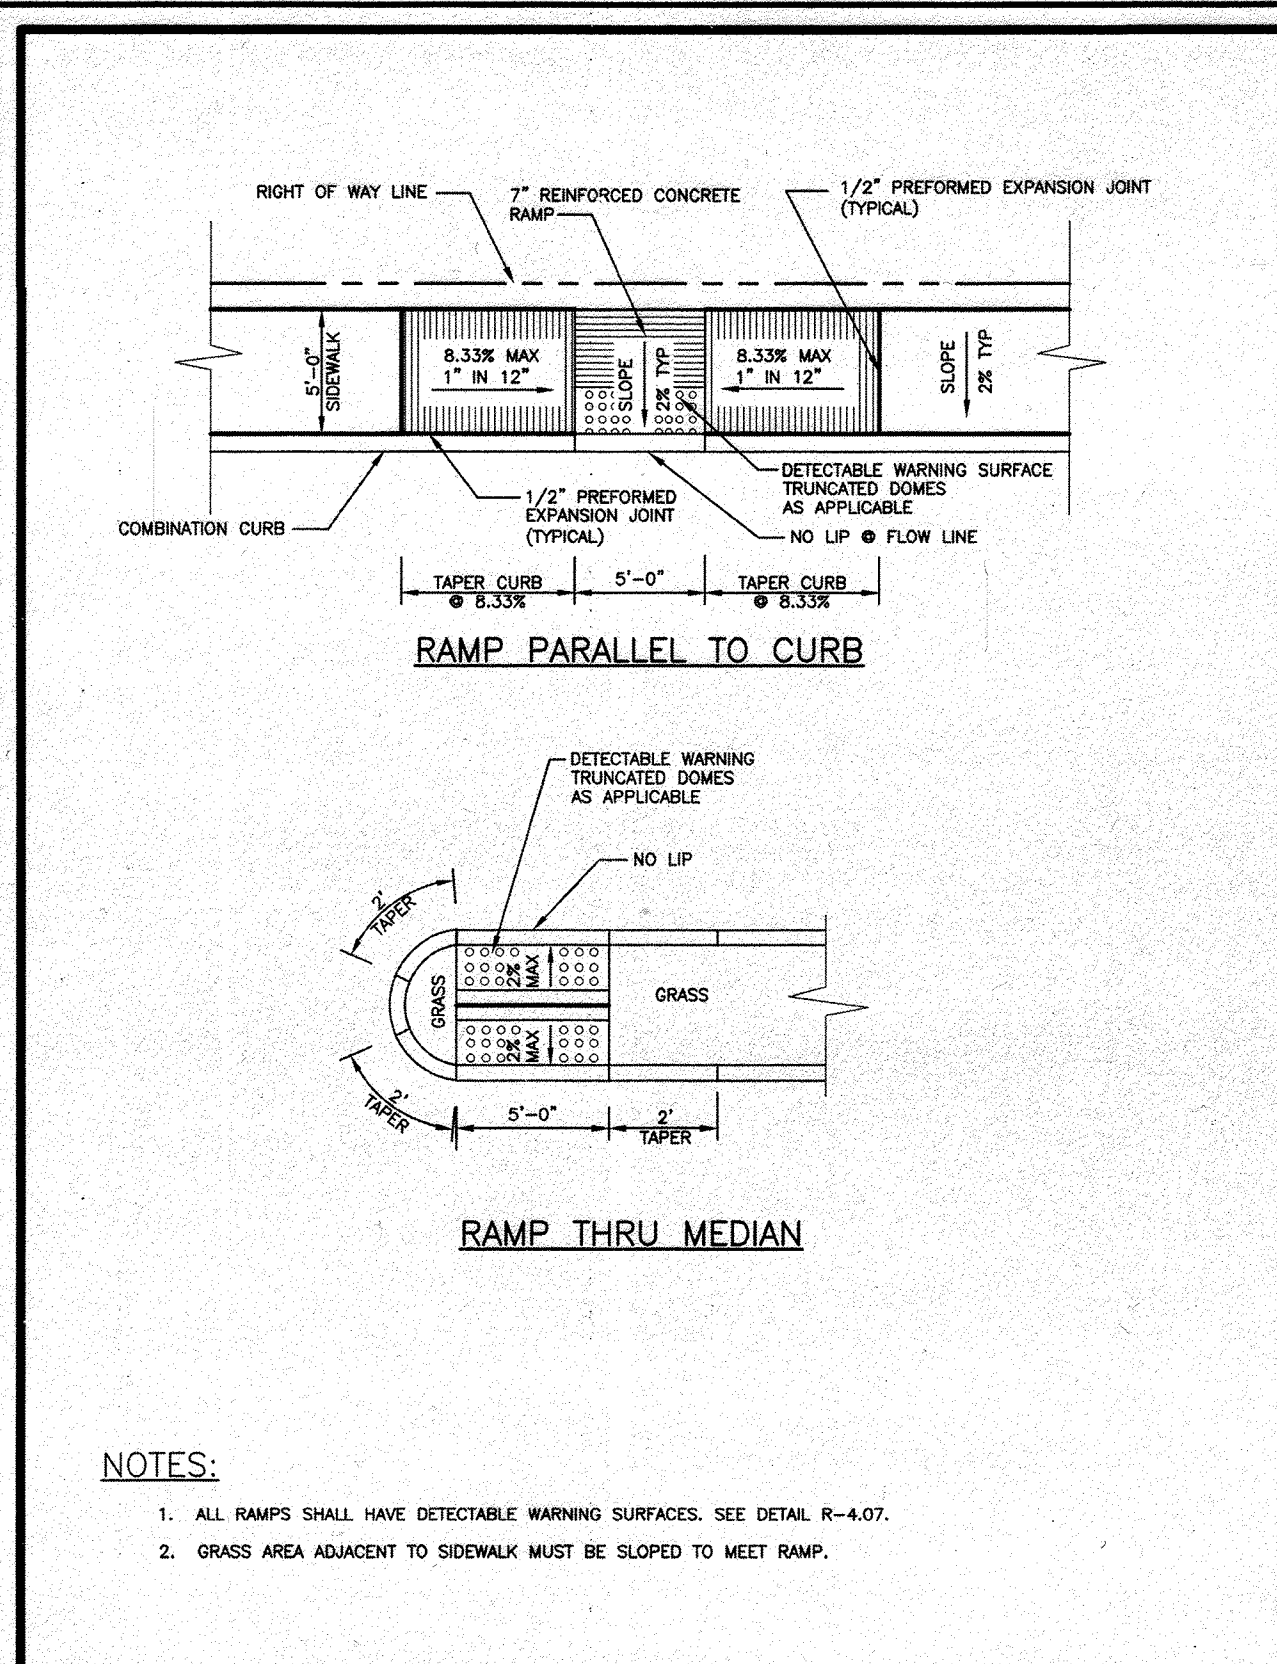 RIGHT OF WAY LINE
7" REINFORCED CONCRETE
RAMP
1/2" PREFORMED EXPANSION JOINT
(TYPICAL)
5'-0"
SIDEWALK
8.33% MAX
1" IN 12"
SLOPE
2% TYP
8.33% MAX
1" IN 12"
SLOPE
2% TYP
DETECTABLE WARNING SURFACE
TRUNCATED DOMES
AS APPLICABLE
1/2" PREFORMED
EXPANSION JOINT
(TYPICAL)
COMBINATION CURB
NO LIP @ FLOW LINE
TAPER CURB
@ 8.33%
5'-0"
TAPER CURB
@ 8.33%
RAMP PARALLEL TO CURB
DETECTABLE WARNING
TRUNCATED DOMES
AS APPLICABLE
NO LIP
2'
TAPER
GRASS
2%
MAX
GRASS
2%
MAX
2'
TAPER
5'-0"
2'
TAPER
RAMP THRU MEDIAN
NOTES:
1. ALL RAMPS SHALL HAVE DETECTABLE WARNING SURFACES. SEE DETAIL R-4.07.
2. GRASS AREA ADJACENT TO SIDEWALK MUST BE SLOPED TO MEET RAMP.